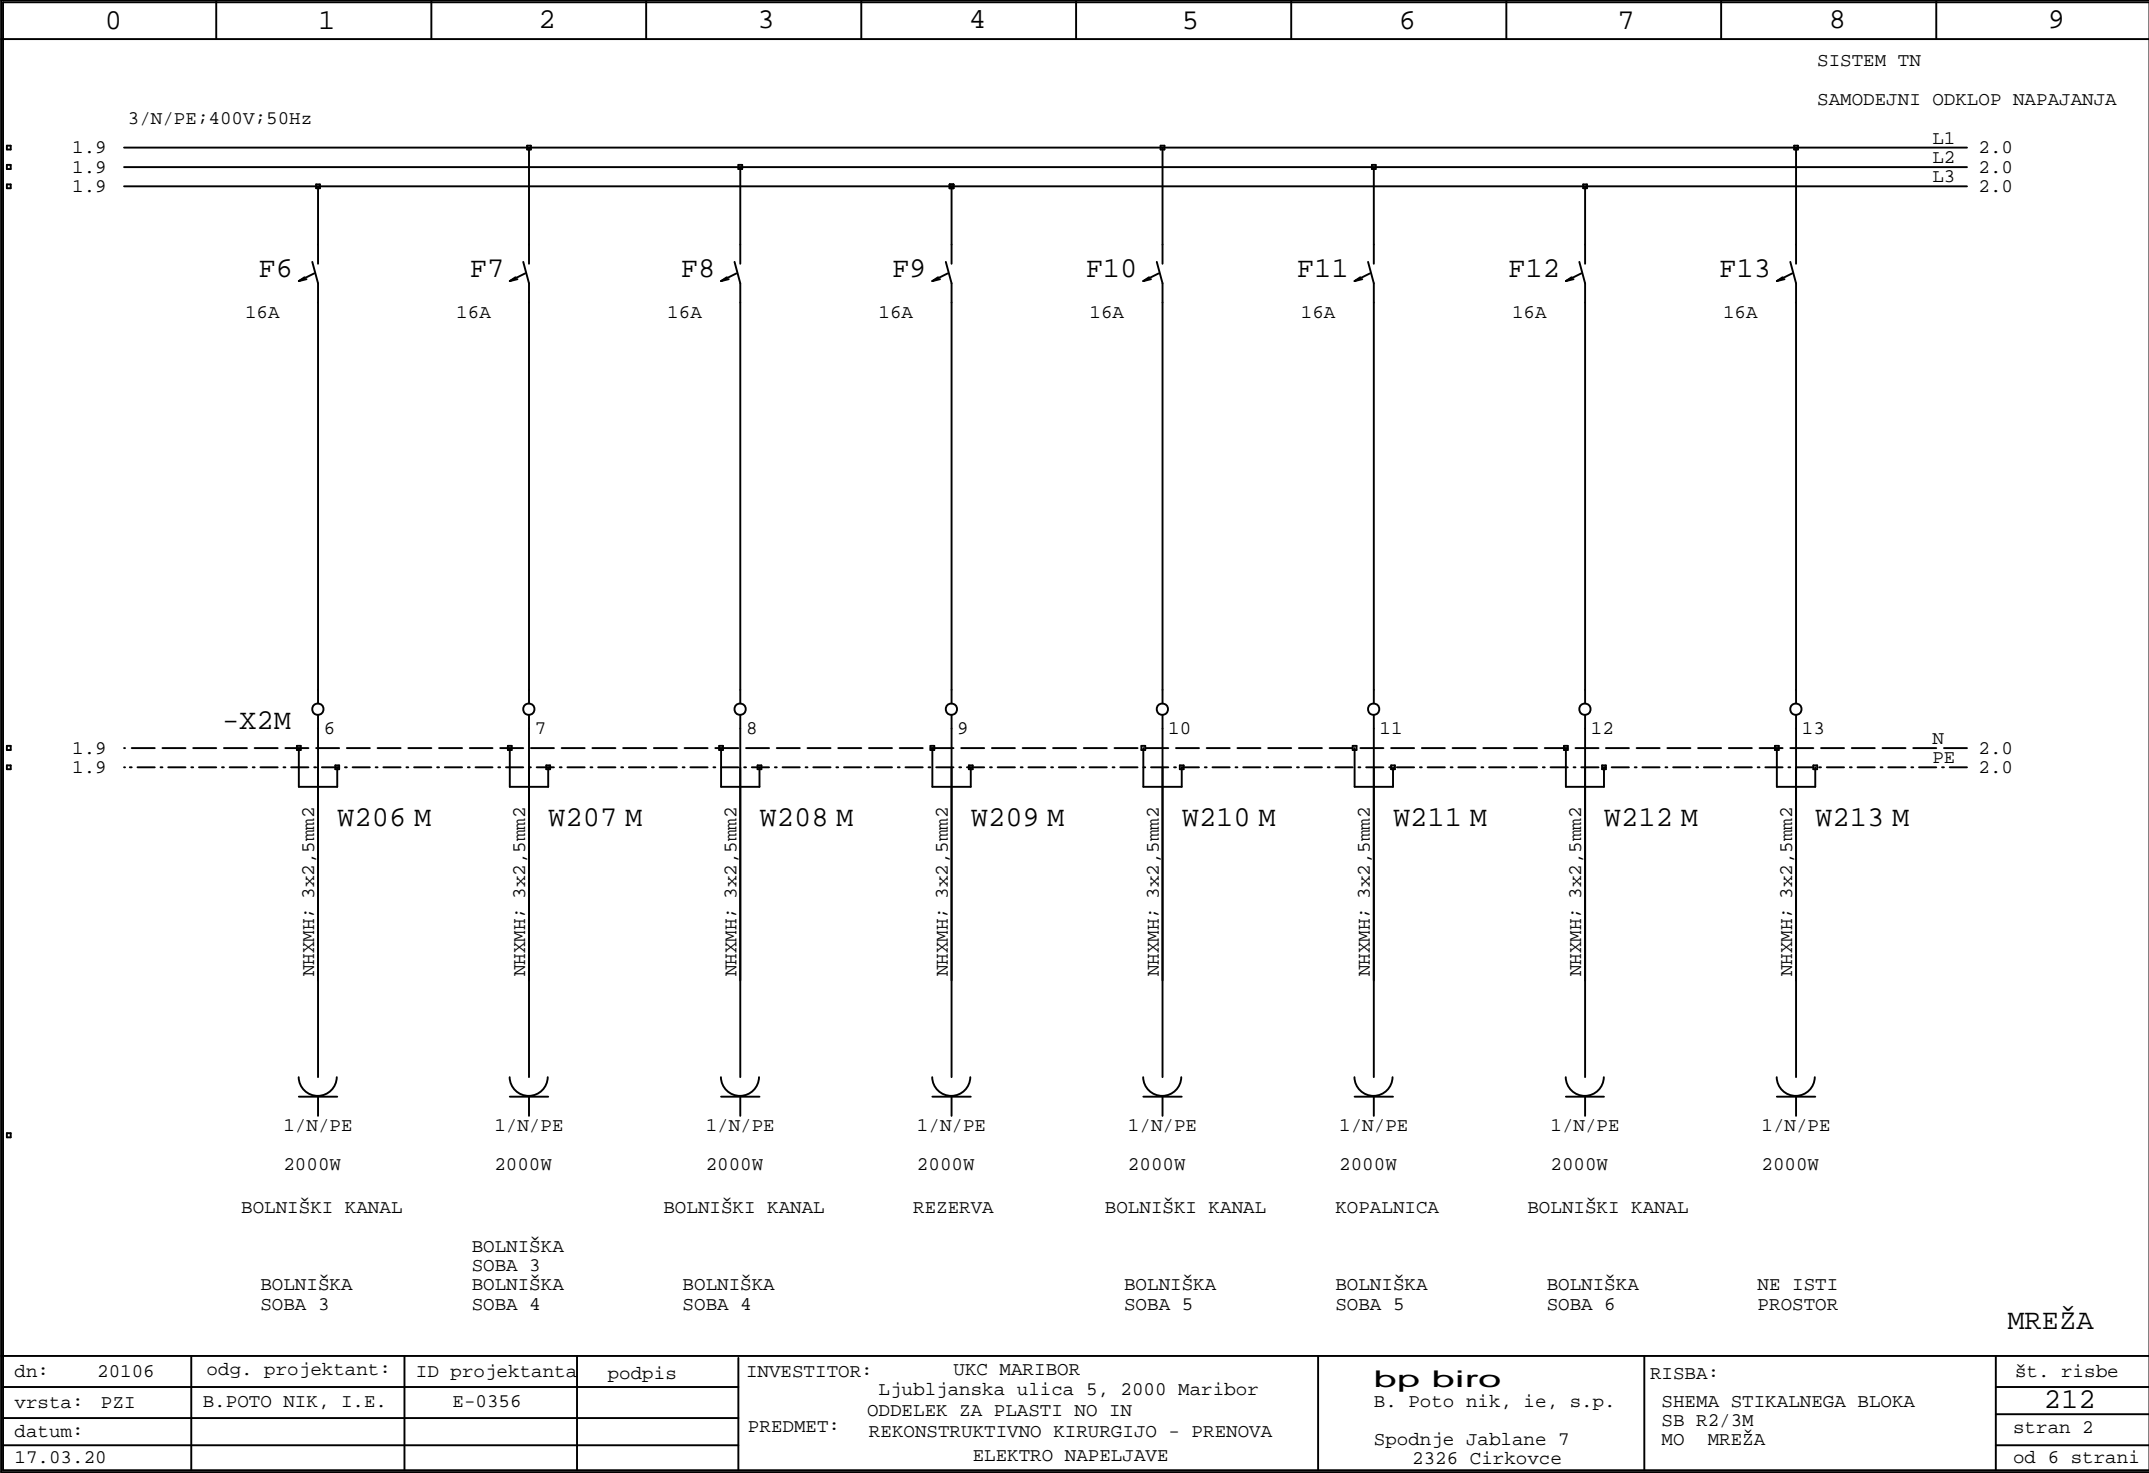 0 1 2 3 4 5 6 7 8 9
SISTEM TN
SAMODEJNI ODKLOP NAPAJANJA
3/N/PE;400V;50Hz
1.9 L1 2.0
1.9 L2 2.0
1.9 L3 2.0
F6 F7 F8 F9 F10 F11 F12 F13
16A 16A 16A 16A 16A 16A 16A 16A
-X2M 6 7 8 9 10 11 12 13
1.9 N 2.0
1.9 PE 2.0
W206 M W207 M W208 M W209 M W210 M W211 M W212 M W213 M
NHXMH; 3x2,5mm2 NHXMH; 3x2,5mm2 NHXMH; 3x2,5mm2 NHXMH; 3x2,5mm2 NHXMH; 3x2,5mm2 NHXMH; 3x2,5mm2 NHXMH; 3x2,5mm2 NHXMH; 3x2,5mm2
1/N/PE 1/N/PE 1/N/PE 1/N/PE 1/N/PE 1/N/PE 1/N/PE 1/N/PE
2000W 2000W 2000W 2000W 2000W 2000W 2000W 2000W
BOLNIŠKI KANAL BOLNIŠKI KANAL REZERVA BOLNIŠKI KANAL KOPALNICA BOLNIŠKI KANAL
BOLNIŠKA
SOBA 3
BOLNIŠKA BOLNIŠKA BOLNIŠKA BOLNIŠKA BOLNIŠKA BOLNIŠKA NE ISTI
SOBA 3 SOBA 4 SOBA 4 SOBA 5 SOBA 5 SOBA 6 PROSTOR
MREŽA
dn: 20106
vrsta: PZI
datum:
17.03.20
odg. projektant:
B.POTO NIK, I.E.
ID projektanta
E-0356
podpis
INVESTITOR: UKC MARIBOR
Ljubljanska ulica 5, 2000 Maribor
ODDELEK ZA PLASTI NO IN
PREDMET: REKONSTRUKTIVNO KIRURGIJO - PRENOVA
ELEKTRO NAPELJAVE
bp biro
B. Poto nik, ie, s.p.
Spodnje Jablane 7
2326 Cirkovce
RISBA:
SHEMA STIKALNEGA BLOKA
SB R2/3M
MO MREŽA
št. risbe
212
stran 2
od 6 strani